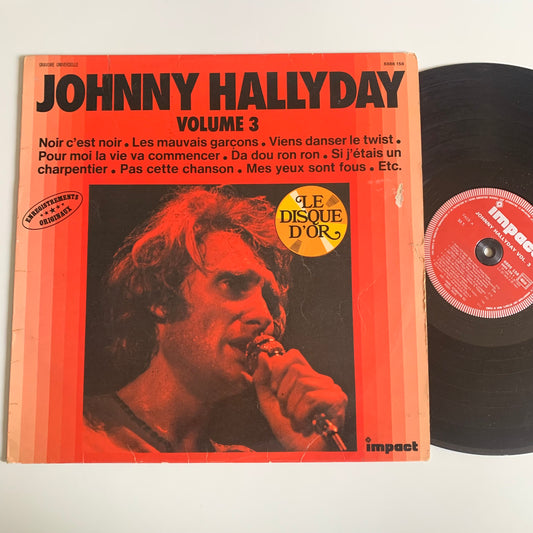 GRAVURE UNIVERSELLE
6886 154
JOHNNY HALLYDAY
VOLUME 3
Noir c'est noir • Les mauvais garçons • Viens danser le twist •
Pour moi la vie va commencer • Da dou ron ron • Si j'étais un
charpentier • Pas cette chanson • Mes yeux sont fous • Etc.
ENREGISTREMENTS
ORIGINAUX
LE
DISQUE
D'OR
impact
impact
JOHNNY HALLYDAY VOL. 3